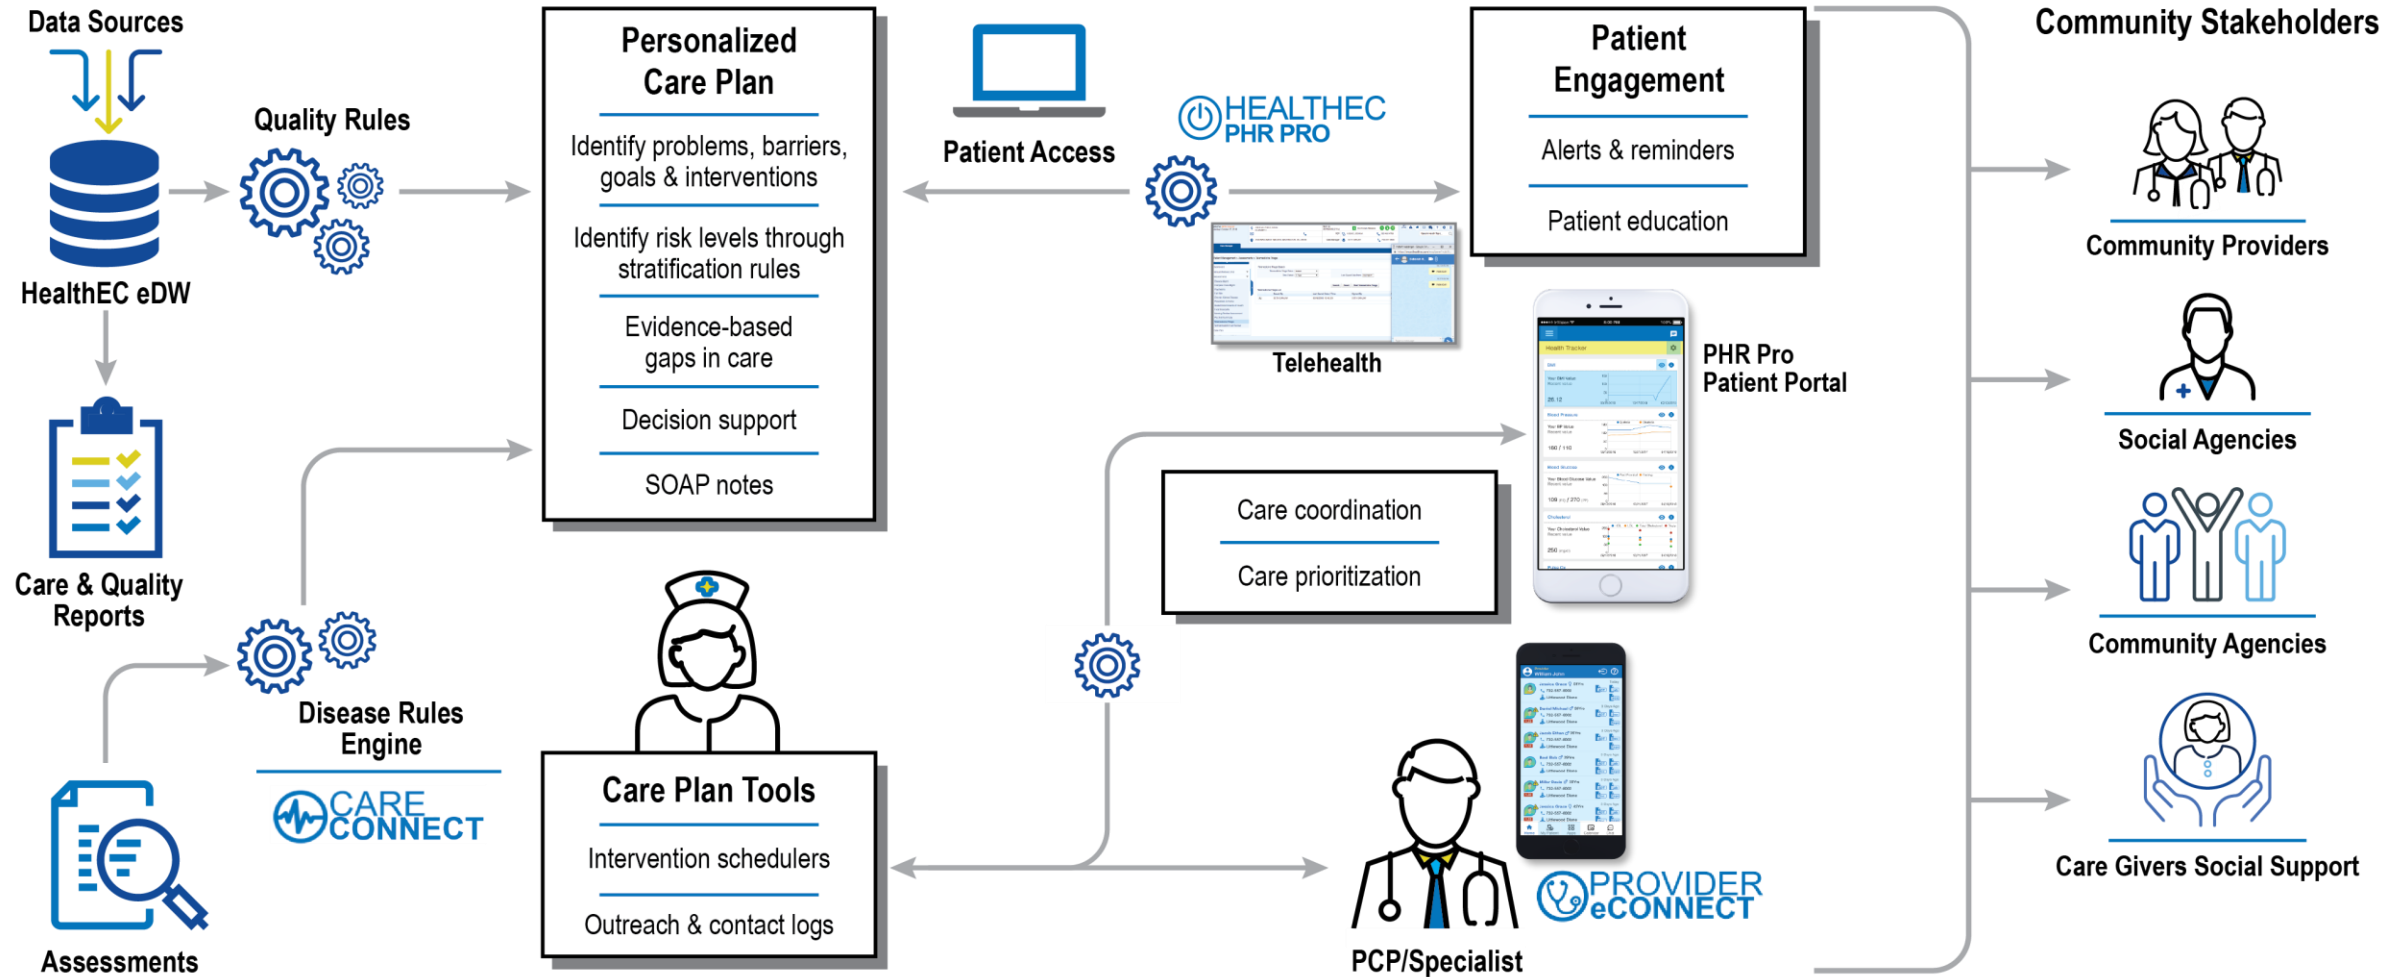 Data Sources
HealthEC eDW
Quality Rules
Care & Quality
Reports
Assessments
Disease Rules
Engine
CARE
CONNECT
Personalized
Care Plan
Identify problems, barriers,
goals & interventions
Identify risk levels through
stratification rules
Evidence-based
gaps in care
Decision support
SOAP notes
Care Plan Tools
Intervention schedulers
Outreach & contact logs
Patient Access
HEALTHEC
PHR PRO
Telehealth
Patient
Engagement
Alerts & reminders
Patient education
PHR Pro
Patient Portal
Health Tracker
Care coordination
Care prioritization
PCP/Specialist
PROVIDER
eCONNECT
Community Stakeholders
Community Providers
Social Agencies
Community Agencies
Care Givers Social Support